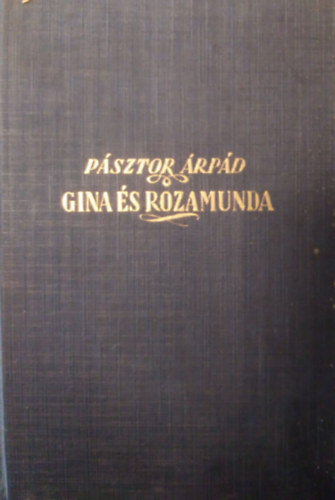 PÁSZTOR ÁRPÁD
GINA ÉS ROZAMUNDA